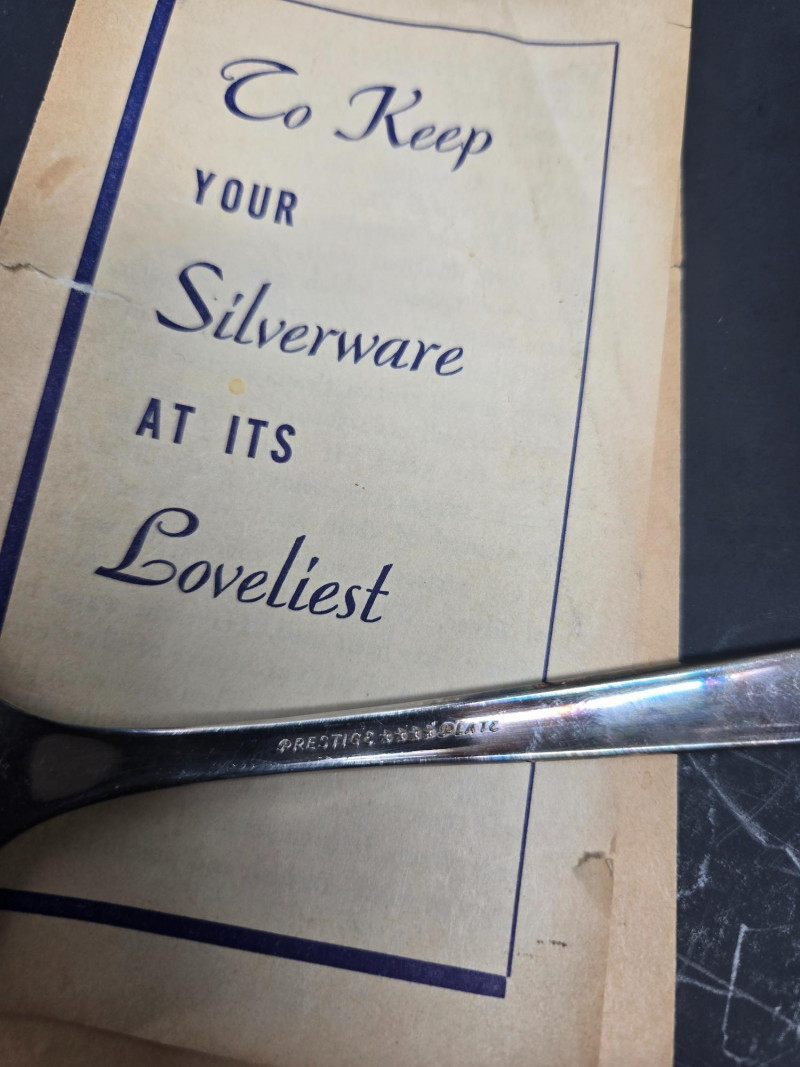 To Keep
YOUR
Silverware
AT ITS
Loveliest
PRESTIGE PLATE